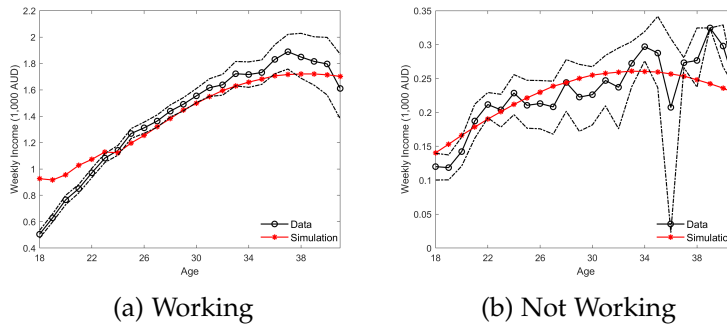 2.2
2
1.8
1.6
1.4
1.2
1
0.8
0.6
0.4
Weekly Income (1,000 AUD)
18 22 26 30 34 38
Age
Data
Simulation
(a) Working
0.35
0.3
0.25
0.2
0.15
0.1
0.05
0
Weekly Income (1,000 AUD)
18 22 26 30 34 38
Age
Data
Simulatio
(b) Not Working